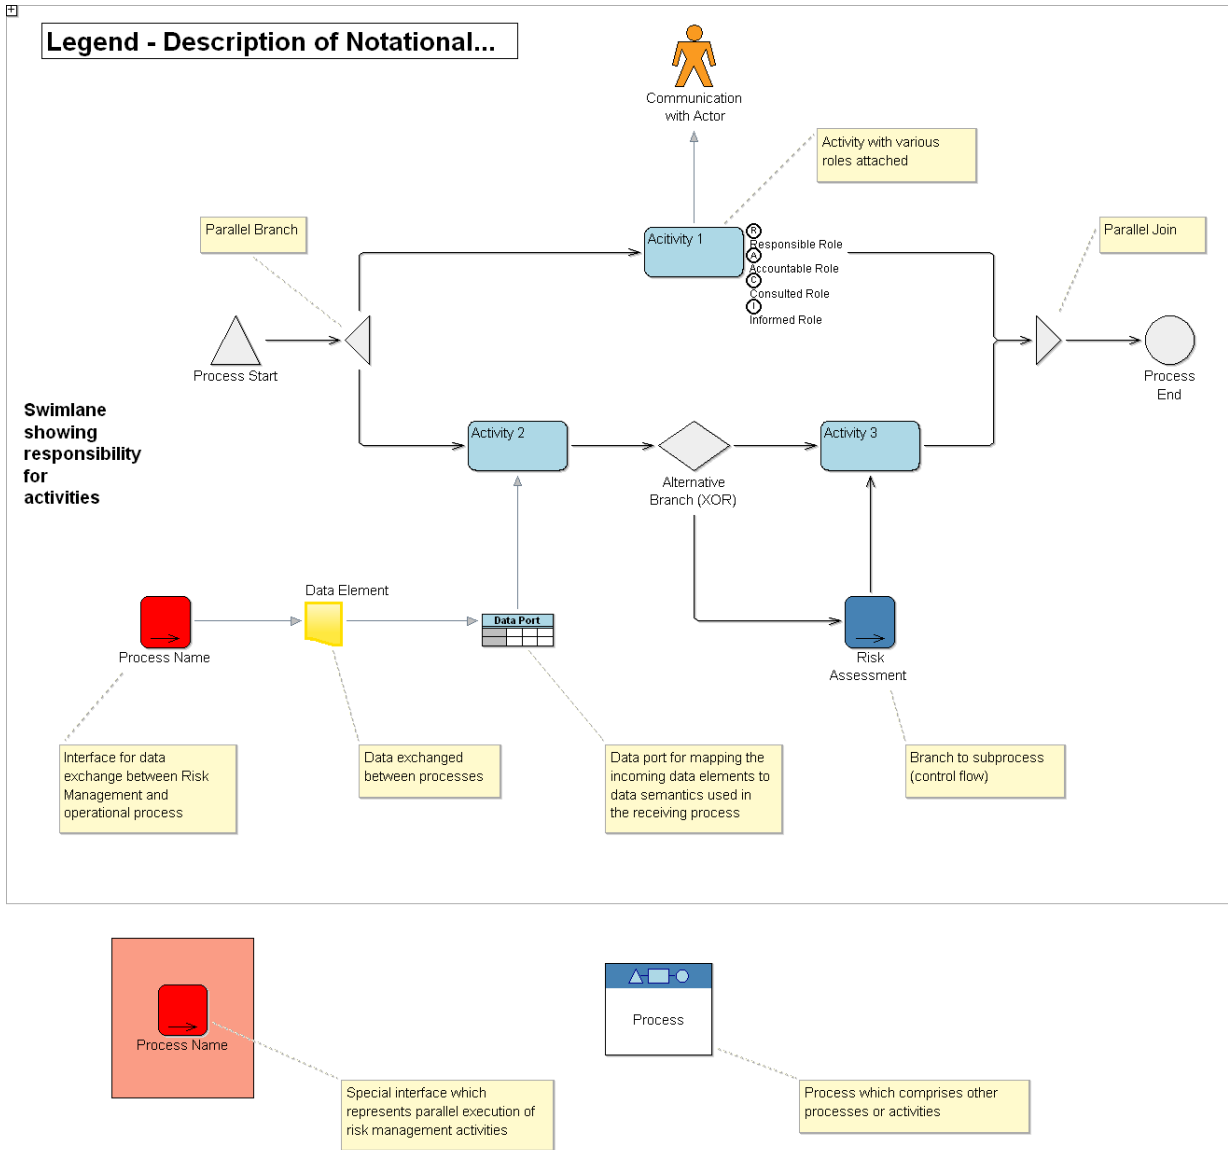 Legend - Description of Notational...
Communication
with Actor
Activity with various
roles attached
Parallel Branch
Acitivity 1
R
Responsible Role
A
Accountable Role
C
Consulted Role
I
Informed Role
Parallel Join
Process Start
Process
End
Swimlane
showing
responsibility
for
activities
Activity 2
Alternative
Branch (XOR)
Activity 3
Data Element
Process Name
Data Port
Risk
Assessment
Interface for data
exchange between Risk
Management and
operational process
Data exchanged
between processes
Data port for mapping the
incoming data elements to
data semantics used in
the receiving process
Branch to subprocess
(control flow)
Process Name
Process
Special interface which
represents parallel execution of
risk management activities
Process which comprises other
processes or activities